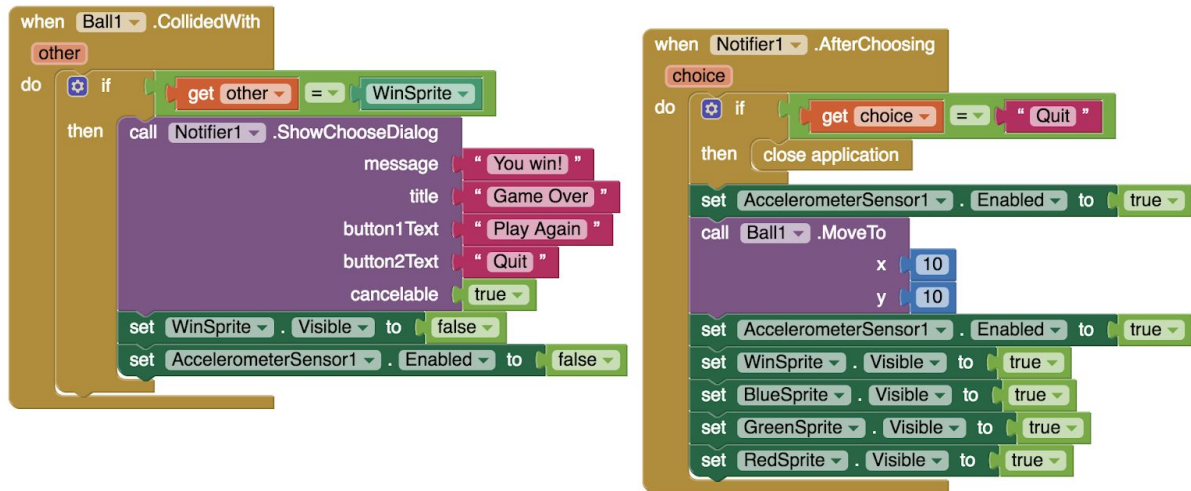 when Ball1 .CollidedWith
other
do if get other = WinSprite
then call Notifier1 .ShowChooseDialog
message " You win! "
title " Game Over "
button1Text " Play Again "
button2Text " Quit "
cancelable true
set WinSprite . Visible to false
set AccelerometerSensor1 . Enabled to false
when Notifier1 .AfterChoosing
choice
do if get choice = " Quit "
then close application
set AccelerometerSensor1 . Enabled to true
call Ball1 .MoveTo
x 10
y 10
set AccelerometerSensor1 . Enabled to true
set WinSprite . Visible to true
set BlueSprite . Visible to true
set GreenSprite . Visible to true
set RedSprite . Visible to true